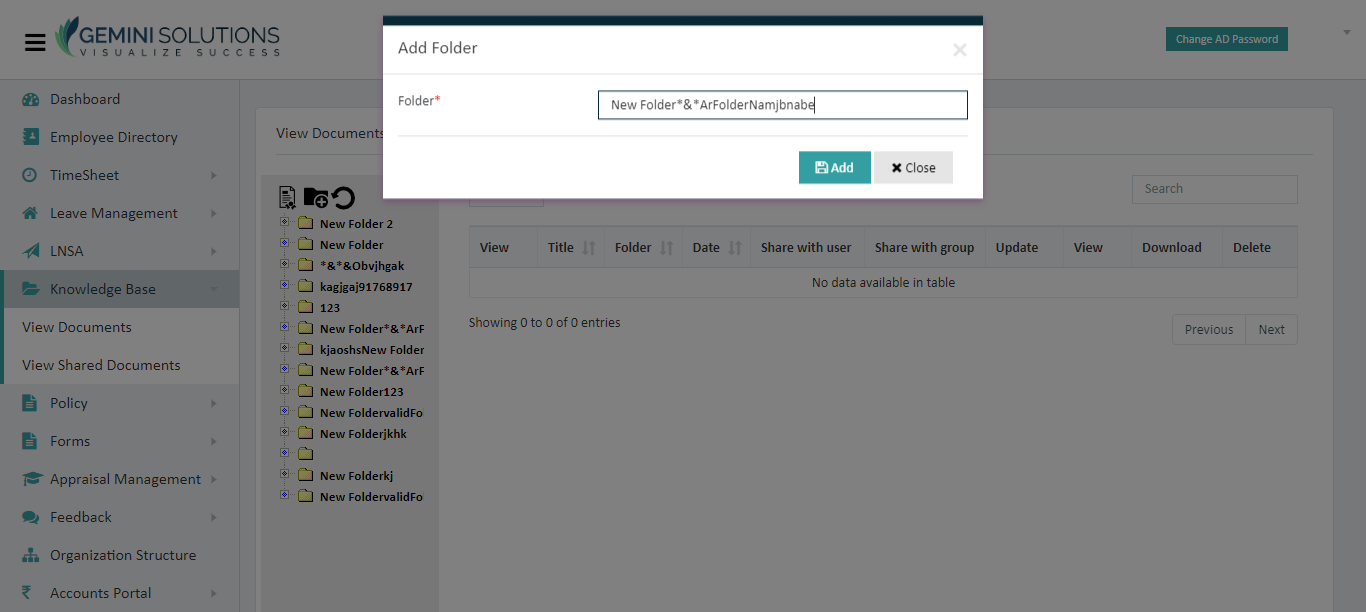 GEMINI SOLUTIONS
VISUALIZE SUCCESS
Change AD Password
Add Folder
Folder*
New Folder*&*ArFolderNamjbnabe
Add
Close
Dashboard
Employee Directory
TimeSheet
Leave Management
LNSA
Knowledge Base
View Documents
View Shared Documents
Policy
Forms
Appraisal Management
Feedback
Organization Structure
Accounts Portal
View Documents
New Folder 2
New Folder
*&*&Obvjhgak
kagjgaj91768917
123
New Folder*&*ArF
kjaoshsNew Folder
New Folder*&*ArF
New Folder123
New FoldervalidFo
New Folderjkhk
New Folderkj
New FoldervalidFo
Search
View Title Folder Date Share with user Share with group Update View Download Delete
No data available in table
Showing 0 to 0 of 0 entries
Previous Next